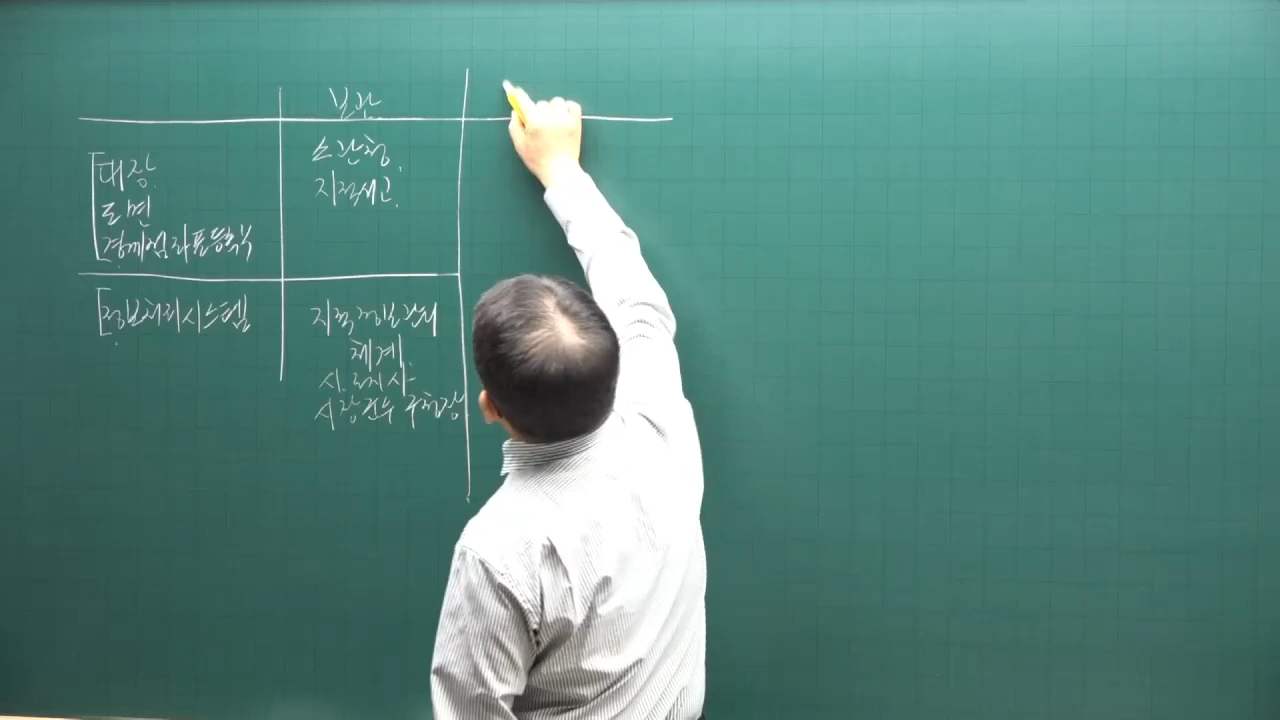 보관
대장
도면
경계점좌표등록부
소관청
지적서고
정보처리시스템
지적정보관리
체계
시·도지사
시장군수 구청장